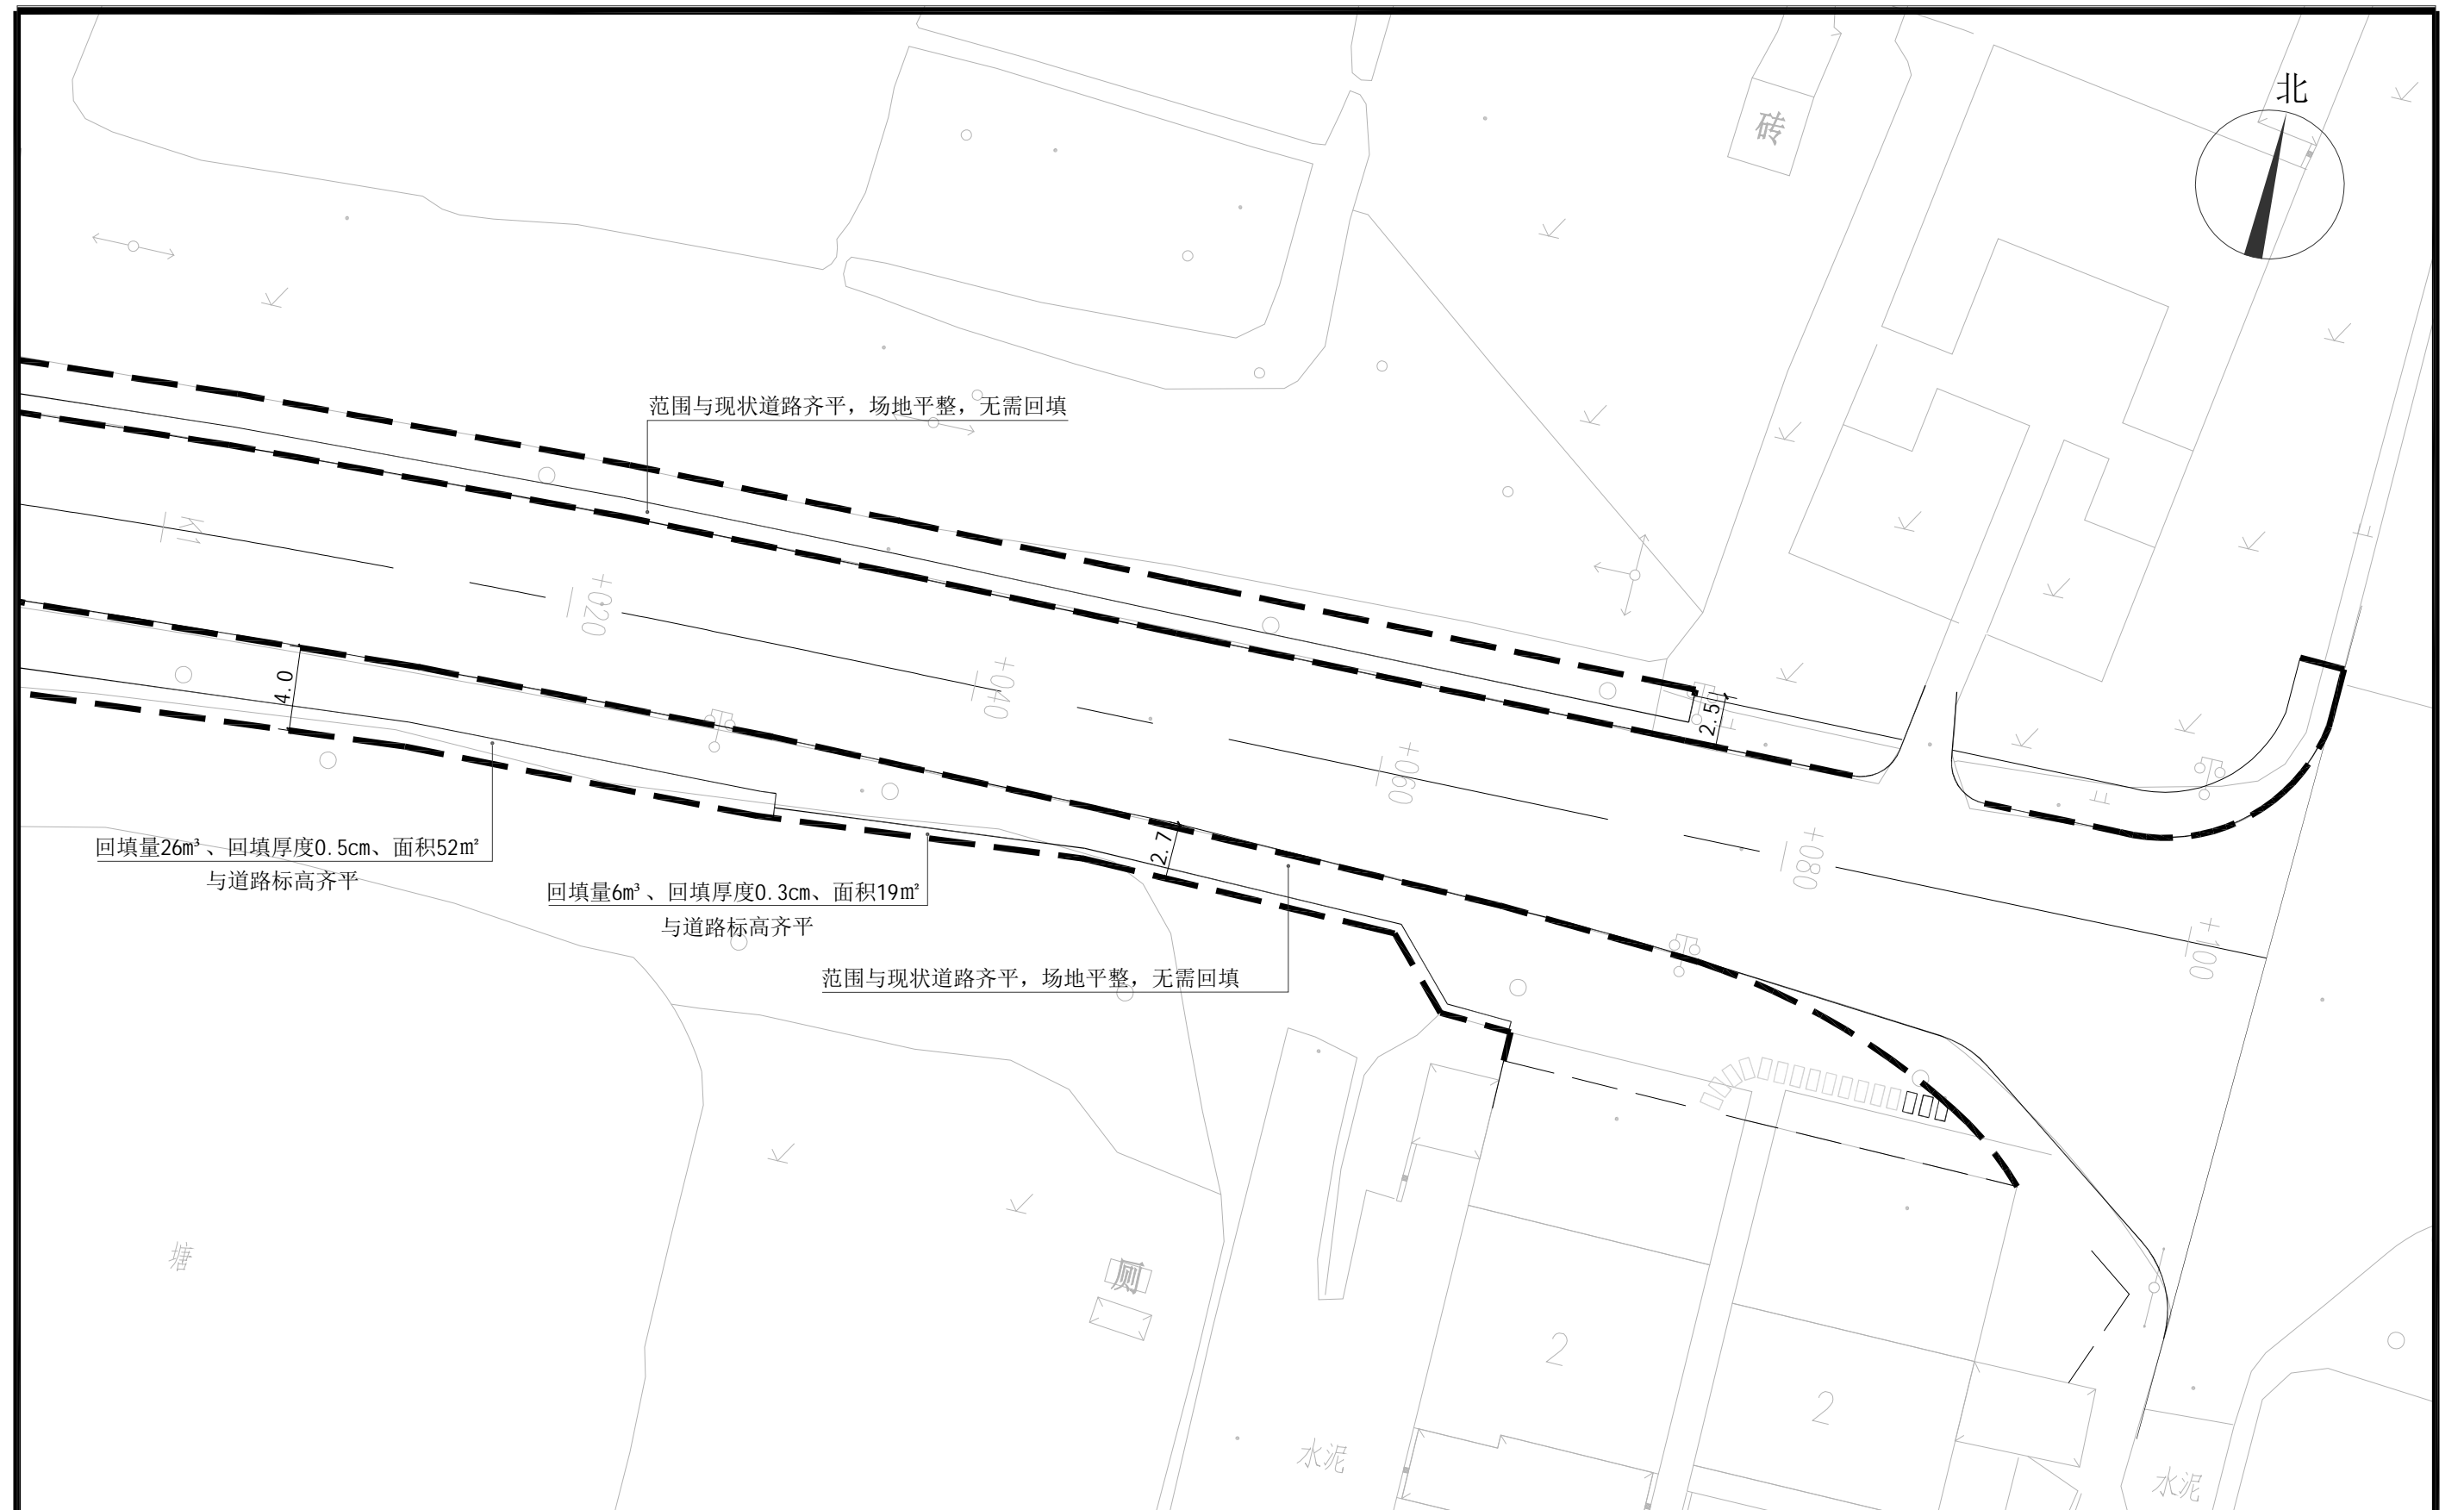 北
砖
范围与现状道路齐平，场地平整，无需回填
K1
+020
+040
+060
+080
+100
4.0
2.5
2.7
回填量26m³、回填厚度0.5cm、面积52㎡
与道路标高齐平
回填量6m³、回填厚度0.3cm、面积19㎡
与道路标高齐平
范围与现状道路齐平，场地平整，无需回填
塘
厕
2
2
水泥
水泥